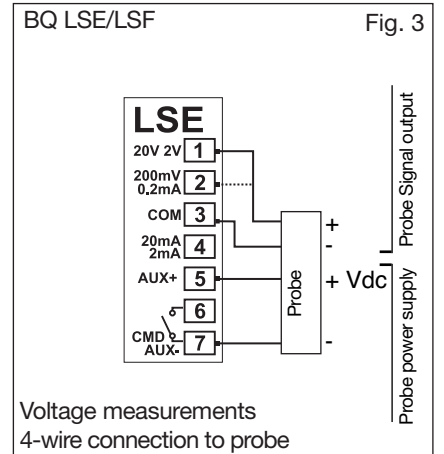 BQ LSE/LSF
Fig. 3
LSE
20V 2V 1
200mV
0.2mA 2
COM 3
20mA
2mA 4
AUX+ 5
6
CMD
AUX- 7
Probe
+
-
+ Vdc
-
Probe Signal output
Probe power supply
Voltage measurements
4-wire connection to probe